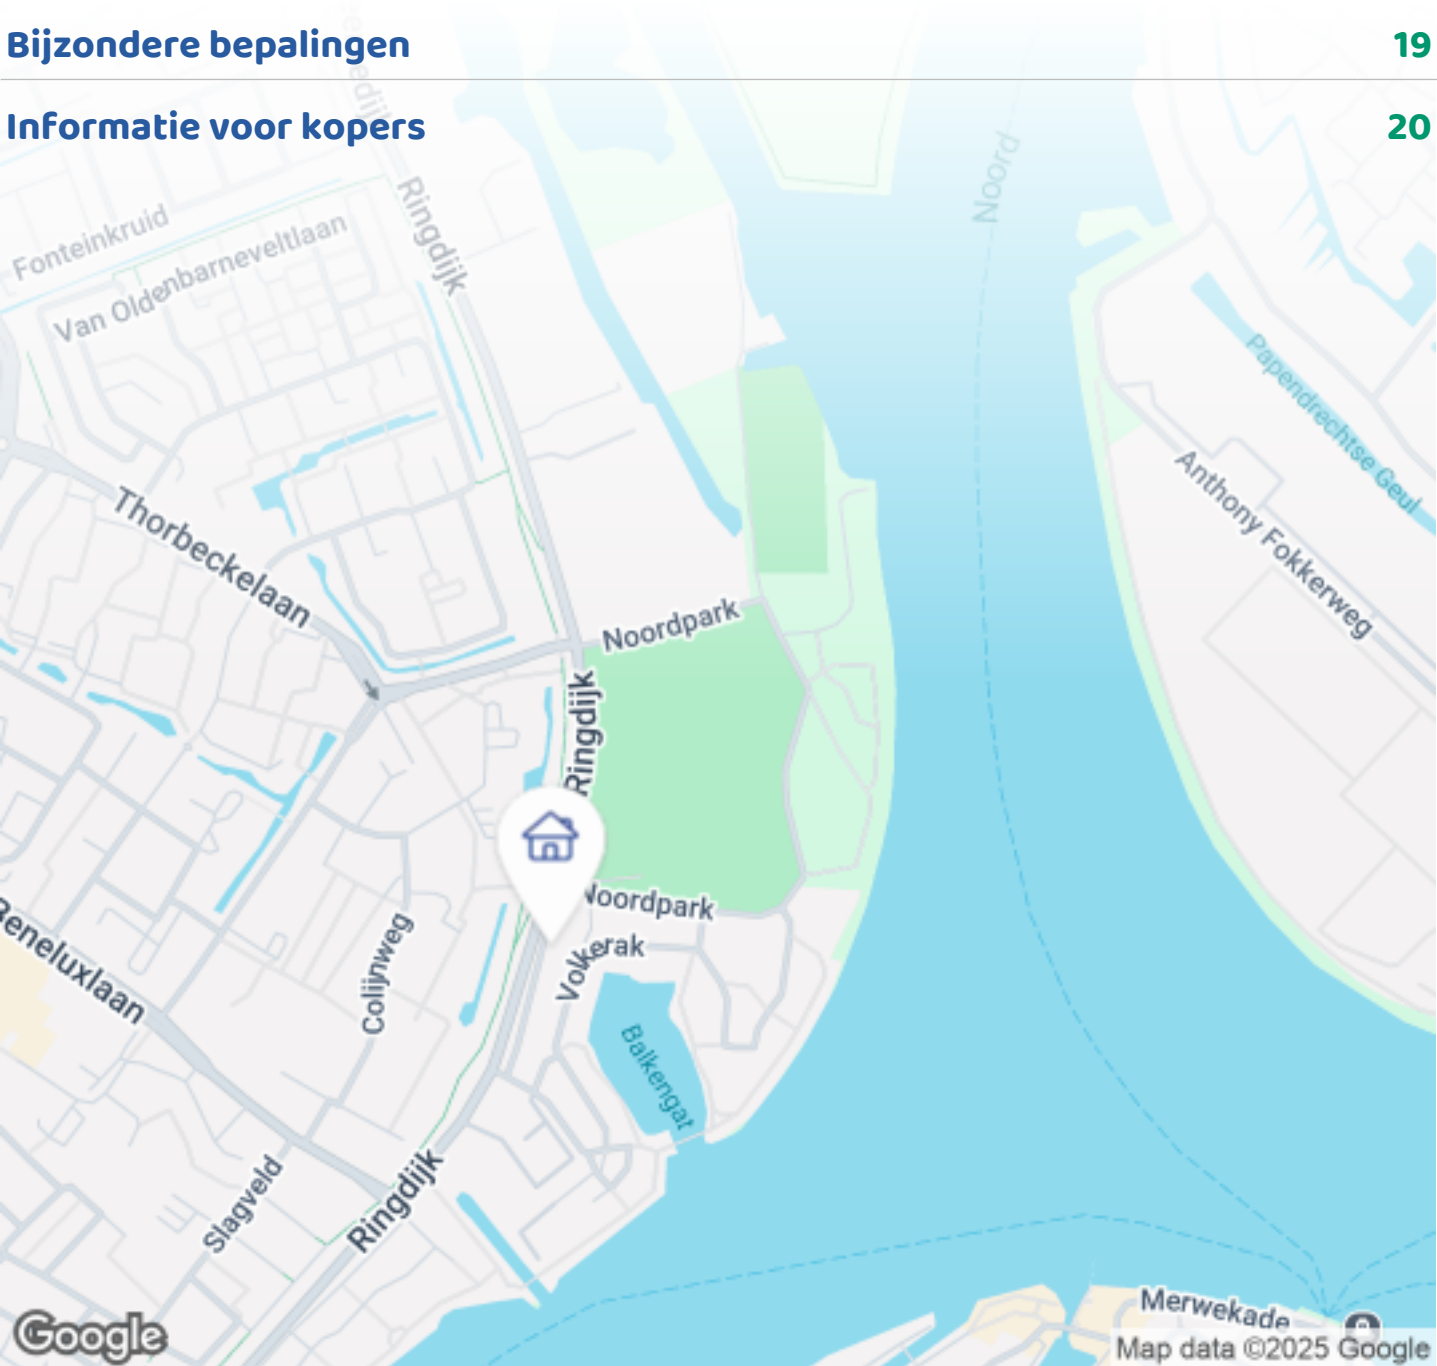 Bijzondere bepalingen 19
Informatie voor kopers 20
Ringdijk
Noord
Fonteinkruid
Van Oldenbarneveltlaan
Papendrechtse Geul
Anthony Fokkerweg
Thorbeckelaan
Noordpark
Ringdijk
Noordpark
Volkerak
Beneluxlaan
Colijnweg
Balkengat
Slagveld
Ringdijk
Merwekade
Google
Map data ©2025 Google